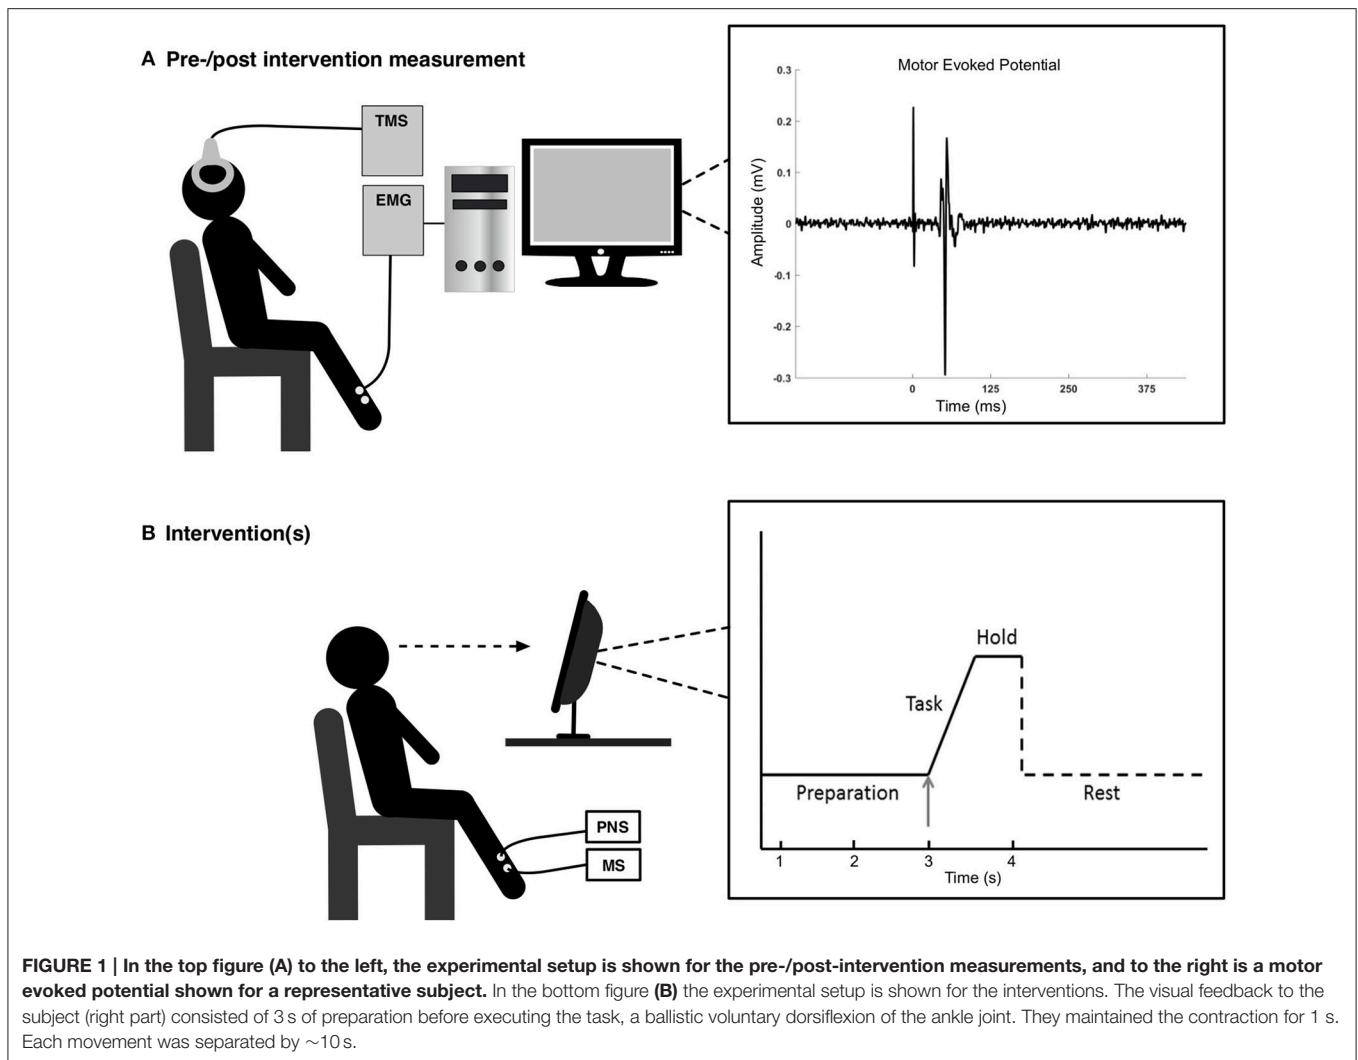 A Pre-/post intervention measurement
TMS
EMG
Motor Evoked Potential
0.3
0.2
0.1
0
-0.1
-0.2
-0.3
Amplitude (mV)
0 125 250 375
Time (ms)
B Intervention(s)
PNS
MS
Hold
Task
Preparation
Rest
1 2 3 4
Time (s)
FIGURE 1 | In the top figure (A) to the left, the experimental setup is shown for the pre-/post-intervention measurements, and to the right is a motor
evoked potential shown for a representative subject. In the bottom figure (B) the experimental setup is shown for the interventions. The visual feedback to the
subject (right part) consisted of 3 s of preparation before executing the task, a ballistic voluntary dorsiflexion of the ankle joint. They maintained the contraction for 1 s.
Each movement was separated by ∼10 s.